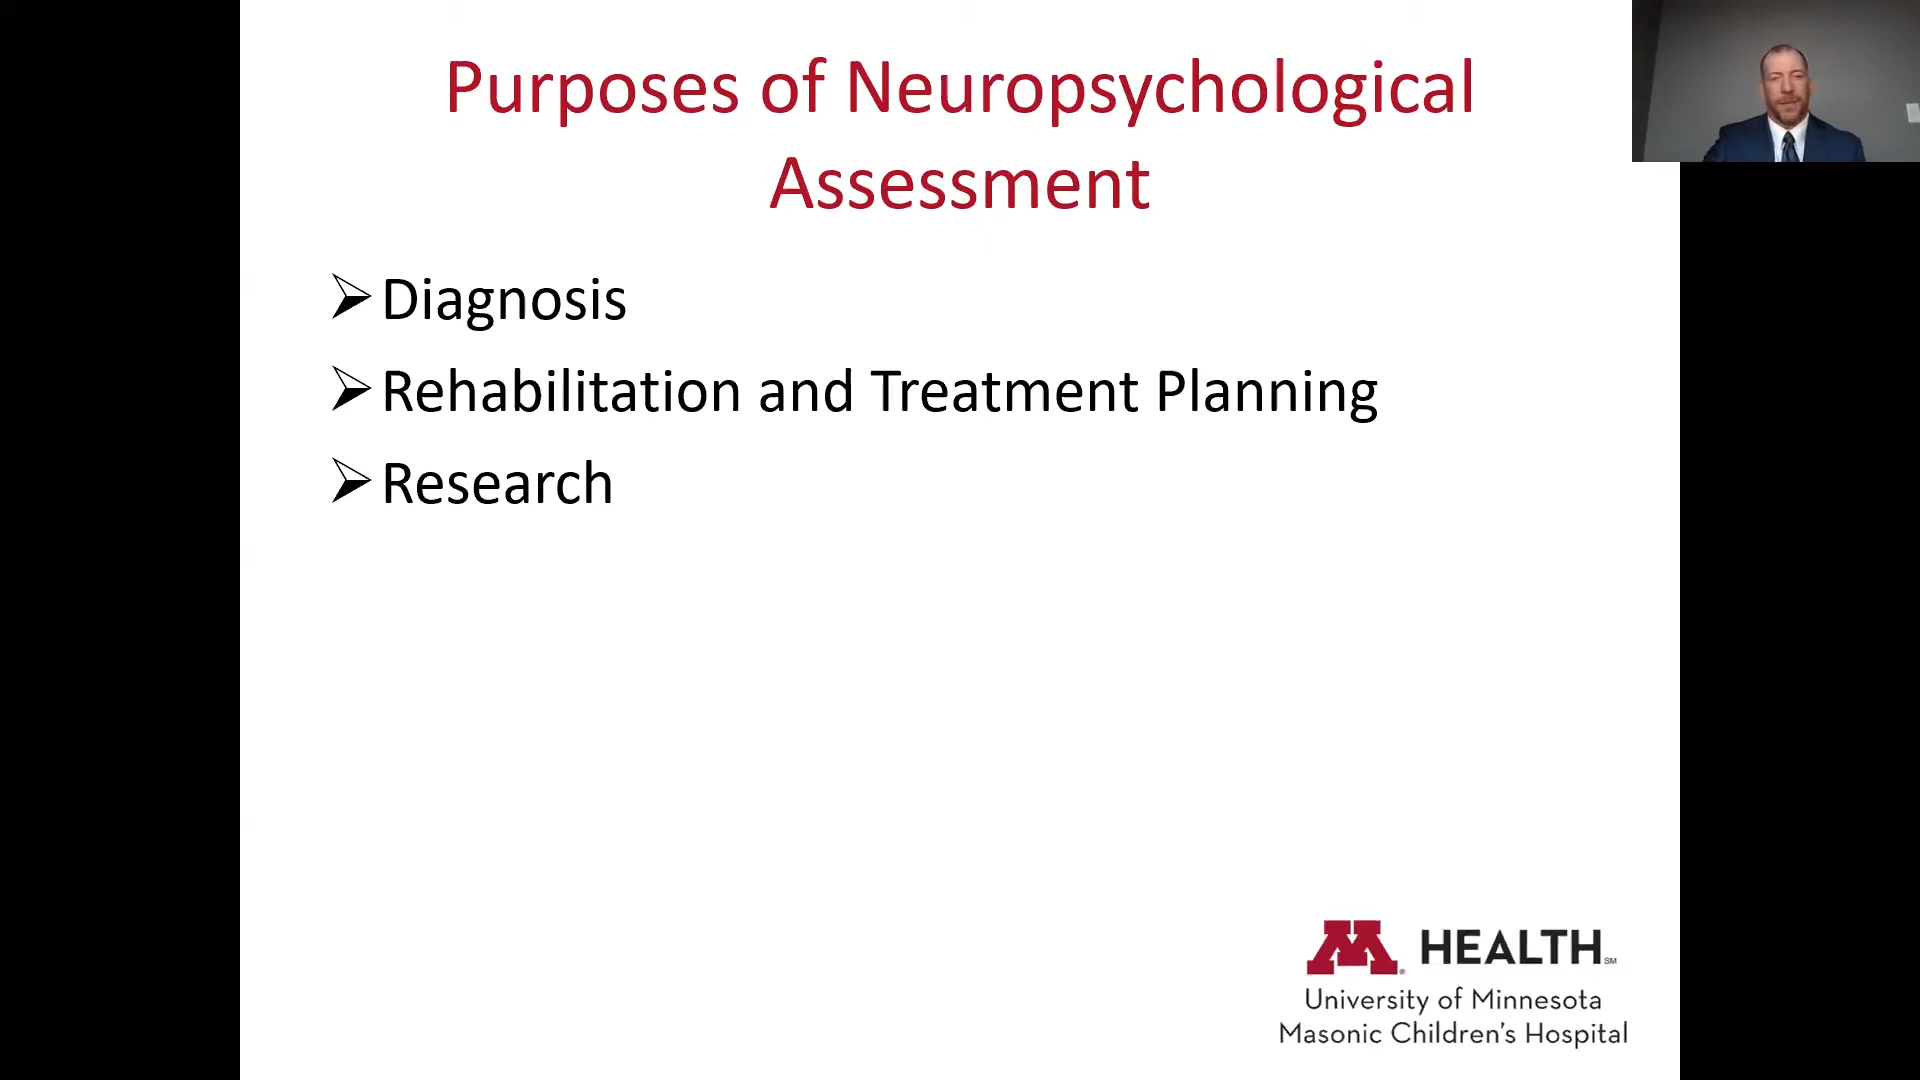 Purposes of Neuropsychological
Assessment
➢Diagnosis
➢Rehabilitation and Treatment Planning
➢Research
M® HEALTH℠
University of Minnesota
Masonic Children’s Hospital